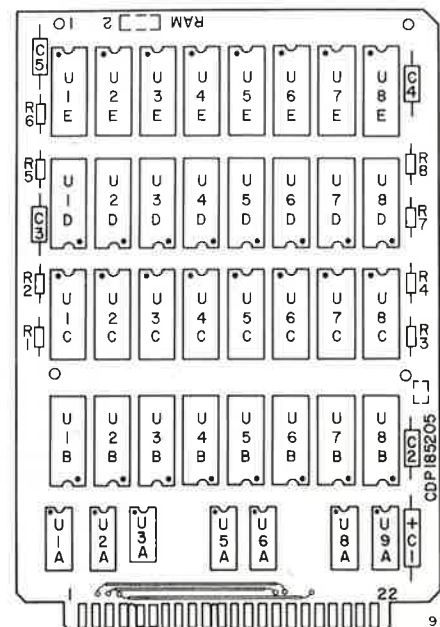 1 2 RAM
C5 U1E U2E U3E U4E U5E U6E U7E U8E C4
R6
R5 U1D U2D U3D U4D U5D U6D U7D U8D R8
C3 R7
R2 U1C U2C U3C U4C U5C U6C U7C U8C R4
R1 R3
U1B U2B U3B U4B U5B U6B U7B U8B C2
CDP18S205
U1A U2A U3A U5A U6A U8A U9A +C1
1 22
9